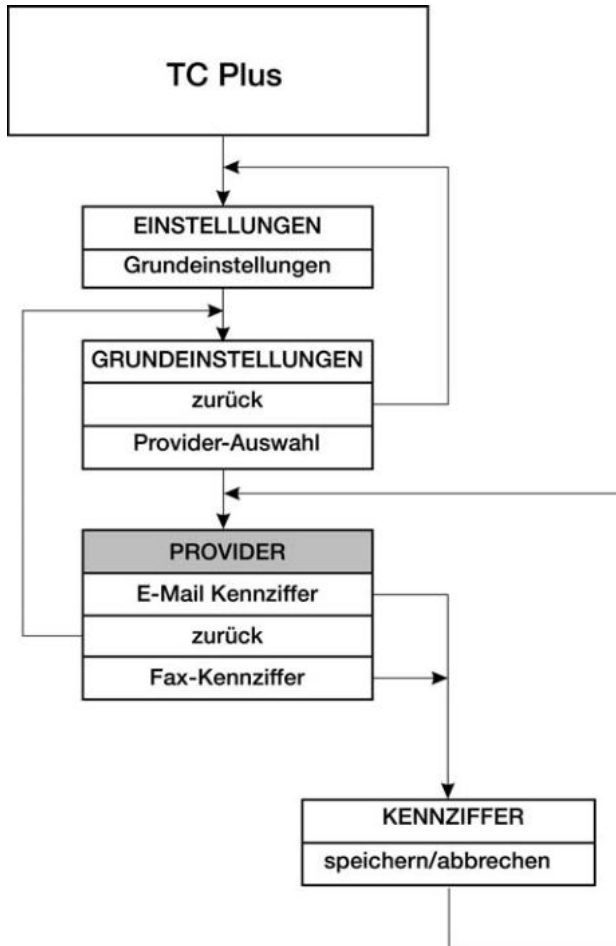 TC Plus
EINSTELLUNGEN
Grundeinstellungen
GRUNDEINSTELLUNGEN
zurück
Provider-Auswahl
PROVIDER
E-Mail Kennziffer
zurück
Fax-Kennziffer
KENNZIFFER
speichern/abbrechen